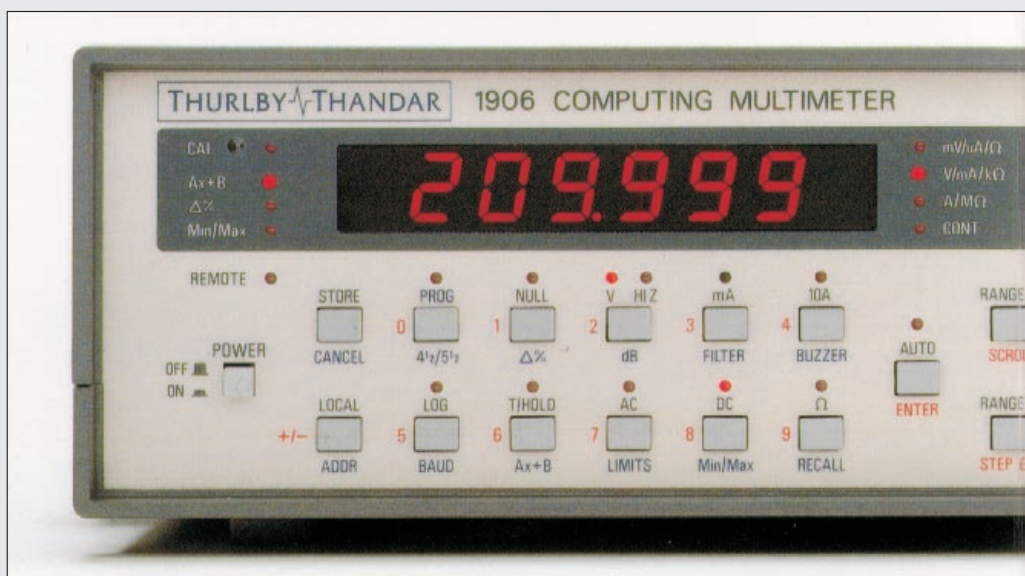 THURLBY THANDAR 1906 COMPUTING MULTIMETER
CAL
Ax+B
Δ%
Min/Max
209.999
mV/uA/Ω
V/mA/kΩ
A/MΩ
CONT
REMOTE
STORE PROG NULL V HI Z mA 10A RANGE
0 1 2 3 4
CANCEL 4½/5½ Δ% dB FILTER BUZZER
POWER
OFF
ON
AUTO
ENTER
LOCAL LOG T/HOLD AC DC Ω RANGE
+/− 5 6 7 8 9
ADDR BAUD Ax+B LIMITS Min/Max RECALL STEP